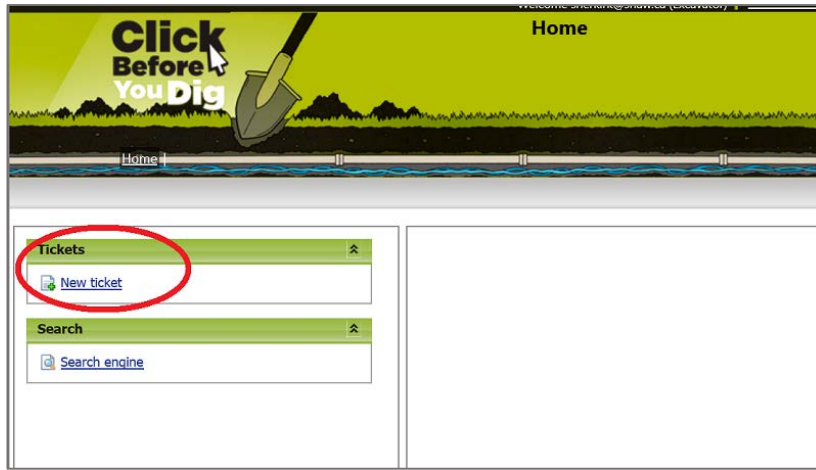 Home
Click
Before
You Dig
Home
Tickets
New ticket
Search
Search engine